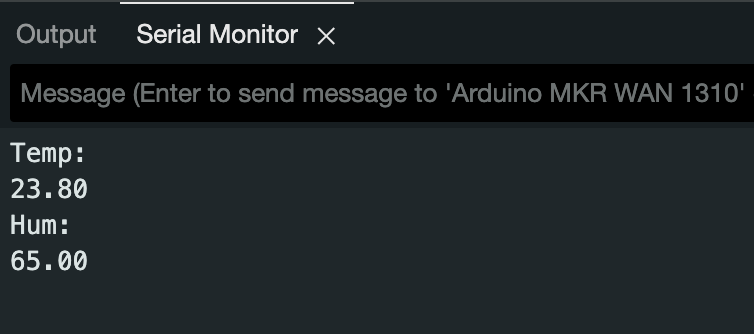 Output Serial Monitor
Message (Enter to send message to 'Arduino MKR WAN 1310'
Temp:
23.80
Hum:
65.00